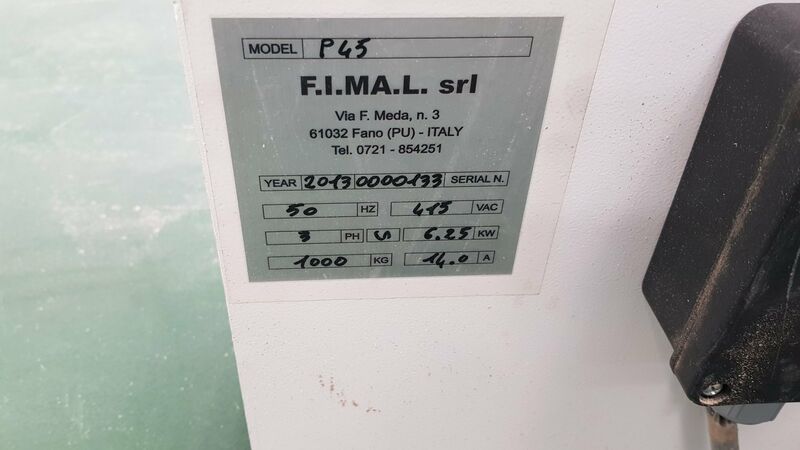 MODEL P45
F.I.MA.L. srl
Via F. Meda, n. 3
61032 Fano (PU) - ITALY
Tel. 0721 - 854251
YEAR 2013 0000133 SERIAL N.
50 HZ 415 VAC
3 PH S 6.25 KW
1000 KG 14.0 A